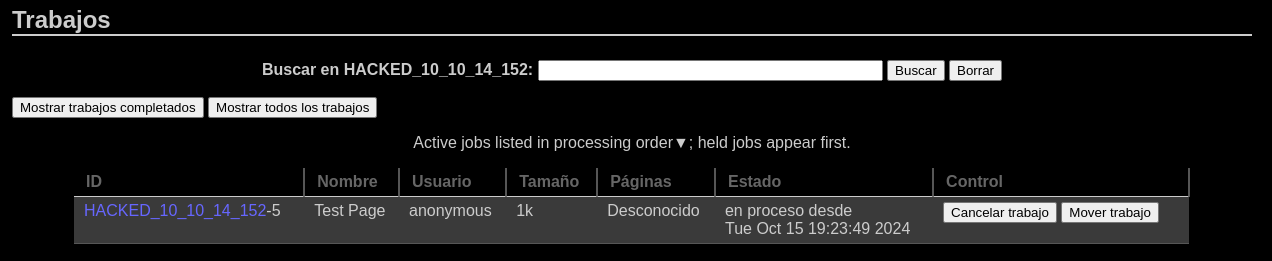 Trabajos
Buscar en HACKED_10_10_14_152: Buscar Borrar
Mostrar trabajos completados Mostrar todos los trabajos
Active jobs listed in processing order▼; held jobs appear first.
ID Nombre Usuario Tamaño Páginas Estado Control
HACKED_10_10_14_152-5 Test Page anonymous 1k Desconocido en proceso desde Cancelar trabajo Mover trabajo
Tue Oct 15 19:23:49 2024